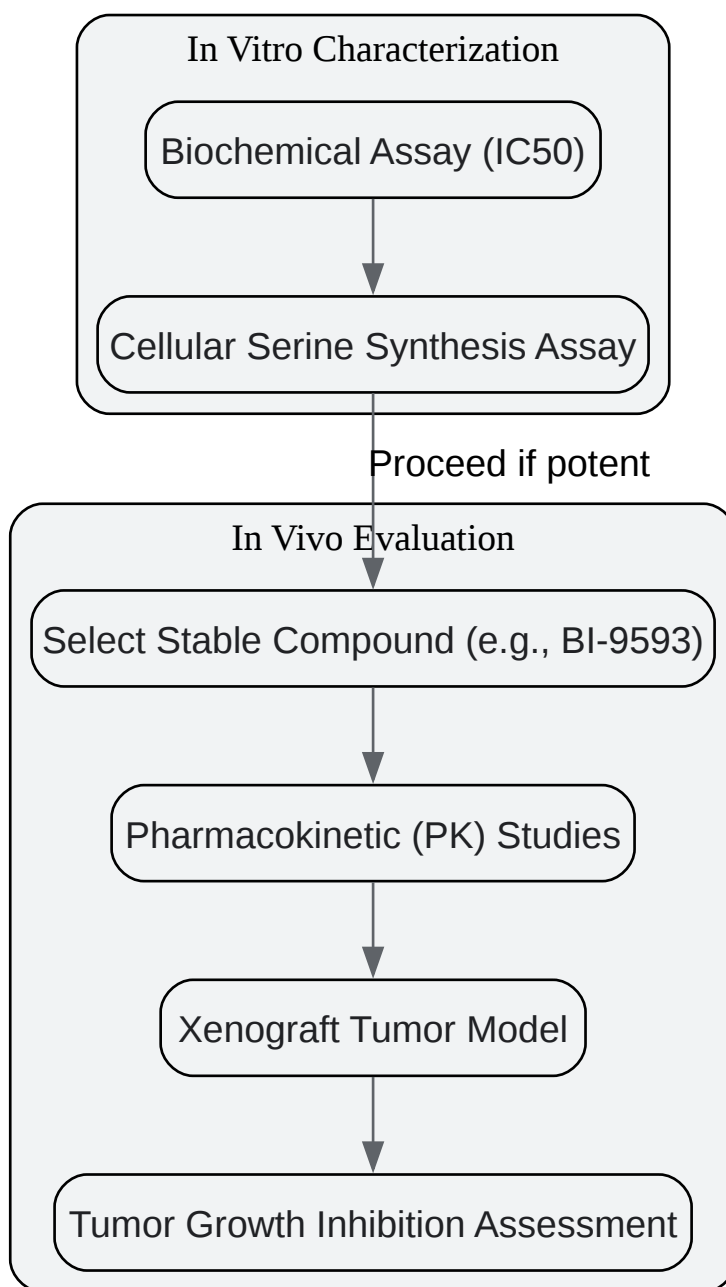 In Vitro Characterization
Biochemical Assay (IC50)
Cellular Serine Synthesis Assay
Proceed if potent
In Vivo Evaluation
Select Stable Compound (e.g., BI-9593)
Pharmacokinetic (PK) Studies
Xenograft Tumor Model
Tumor Growth Inhibition Assessment